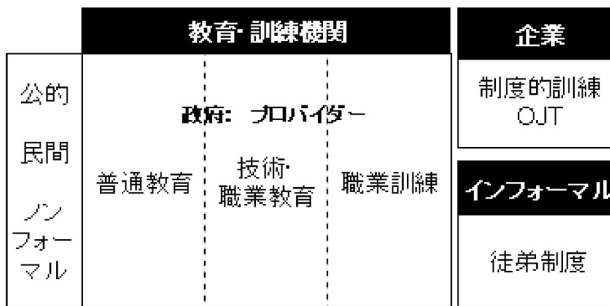 教育・訓練機関
公的
民間
ノン
フォー
マル
政府: プロバイダー
普通教育
技術・
職業教育
職業訓練
企業
制度的訓練
OJT
インフォーマル
徒弟制度